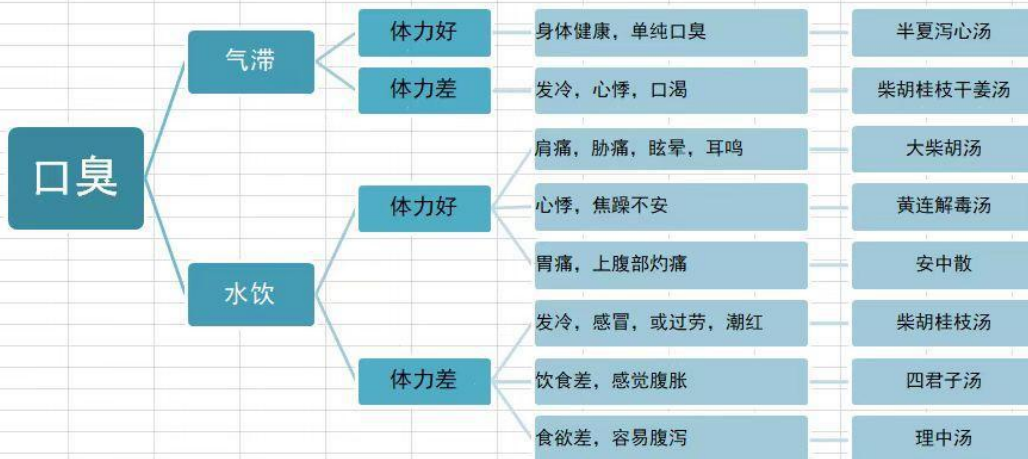 口臭
气滞
体力好
身体健康，单纯口臭
半夏泻心汤
体力差
发冷，心悸，口渴
柴胡桂枝干姜汤
水饮
体力好
肩痛，胁痛，眩晕，耳鸣
大柴胡汤
心悸，焦躁不安
黄连解毒汤
胃痛，上腹部灼痛
安中散
体力差
发冷，感冒，或过劳，潮红
柴胡桂枝汤
饮食差，感觉腹胀
四君子汤
食欲差，容易腹泻
理中汤